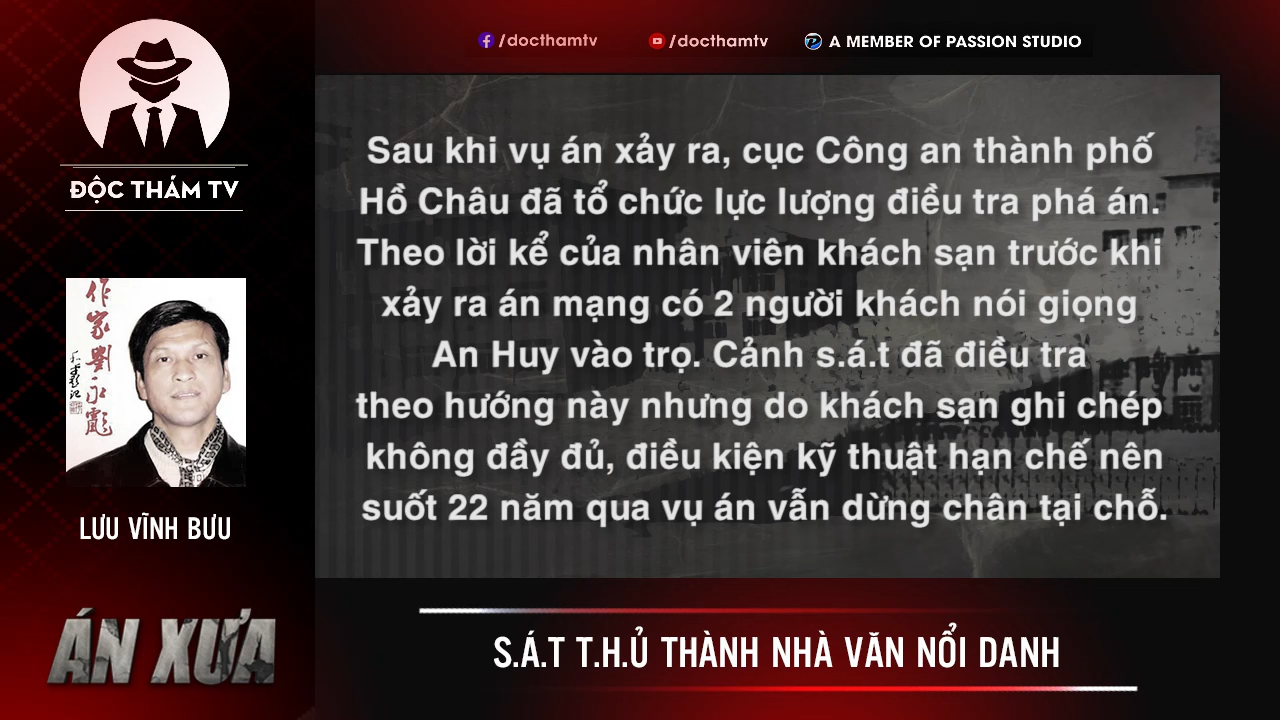 /docthamtv
/docthamtv
A MEMBER OF PASSION STUDIO
ĐỘC THÁM TV
Sau khi vụ án xảy ra, cục Công an thành phố
Hồ Châu đã tổ chức lực lượng điều tra phá án.
Theo lời kể của nhân viên khách sạn trước khi
xảy ra án mạng có 2 người khách nói giọng
An Huy vào trọ. Cảnh s.á.t đã điều tra
theo hướng này nhưng do khách sạn ghi chép
không đầy đủ, điều kiện kỹ thuật hạn chế nên
suốt 22 năm qua vụ án vẫn dừng chân tại chỗ.
作家劉永彪
LƯU VĨNH BƯU
ÁN XƯA
S.Á.T T.H.Ủ THÀNH NHÀ VĂN NỔI DANH